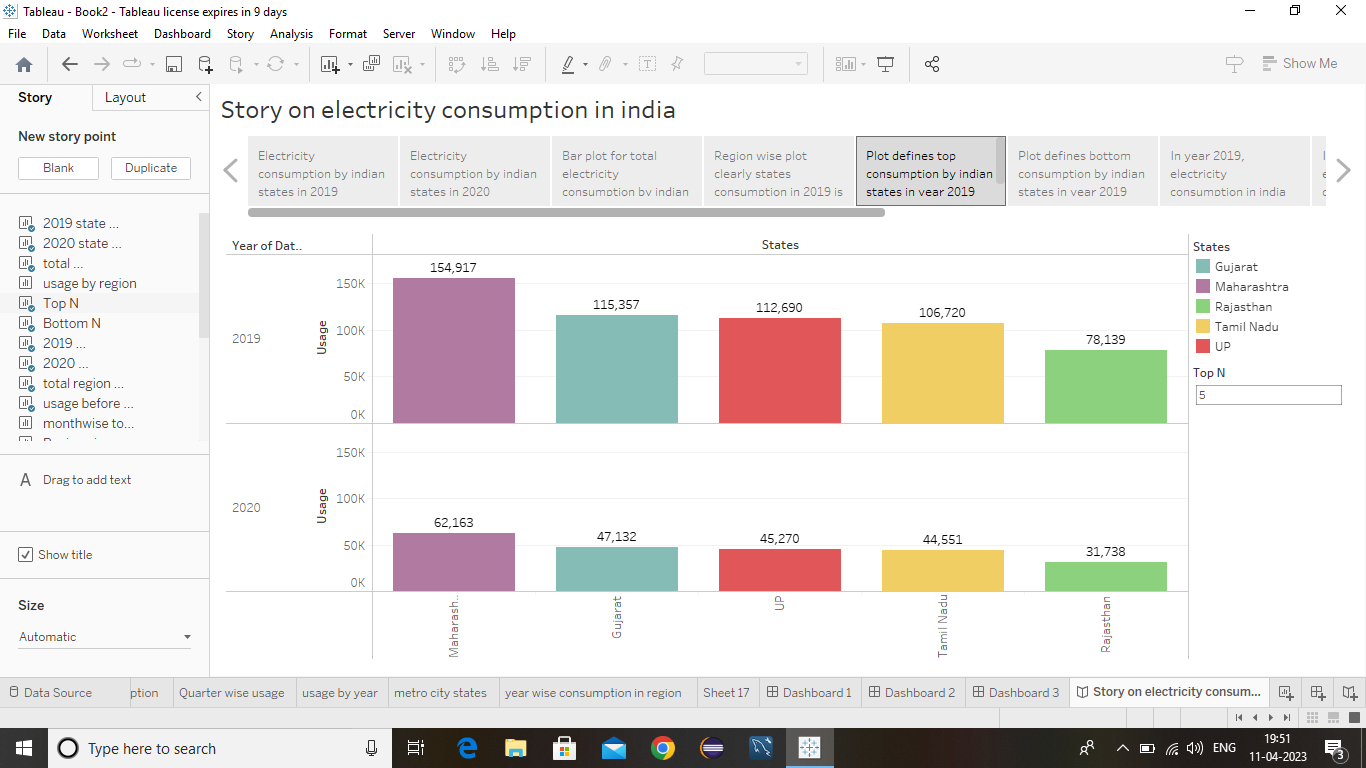 Tableau - Book2 - Tableau license expires in 9 days
File Data Worksheet Dashboard Story Analysis Format Server Window Help
Show Me
Story Layout
New story point
Blank Duplicate
2019 state ...
2020 state ...
total ...
usage by region
Top N
Bottom N
2019 ...
2020 ...
total region ...
usage before ...
monthwise to...
A Drag to add text
Show title
Size
Automatic
Story on electricity consumption in india
Electricity
consumption by indian
states in 2019
Electricity
consumption by indian
states in 2020
Bar plot for total
electricity
consumption by indian
Region wise plot
clearly states
consumption in 2019 is
Plot defines top
consumption by indian
states in year 2019
Plot defines bottom
consumption by indian
states in year 2019
In year 2019,
electricity
consumption in india
Year of Dat..
States
2019
Usage
150K
100K
50K
0K
154,917
115,357
112,690
106,720
78,139
2020
Usage
150K
100K
50K
0K
62,163
47,132
45,270
44,551
31,738
Maharash..
Gujarat
UP
Tamil Nadu
Rajasthan
States
Gujarat
Maharashtra
Rajasthan
Tamil Nadu
UP
Top N
5
Data Source ption Quarter wise usage usage by year metro city states year wise consumption in region Sheet 17 Dashboard 1 Dashboard 2 Dashboard 3 Story on electricity consum...
Type here to search
ENG
19:51
11-04-2023
3